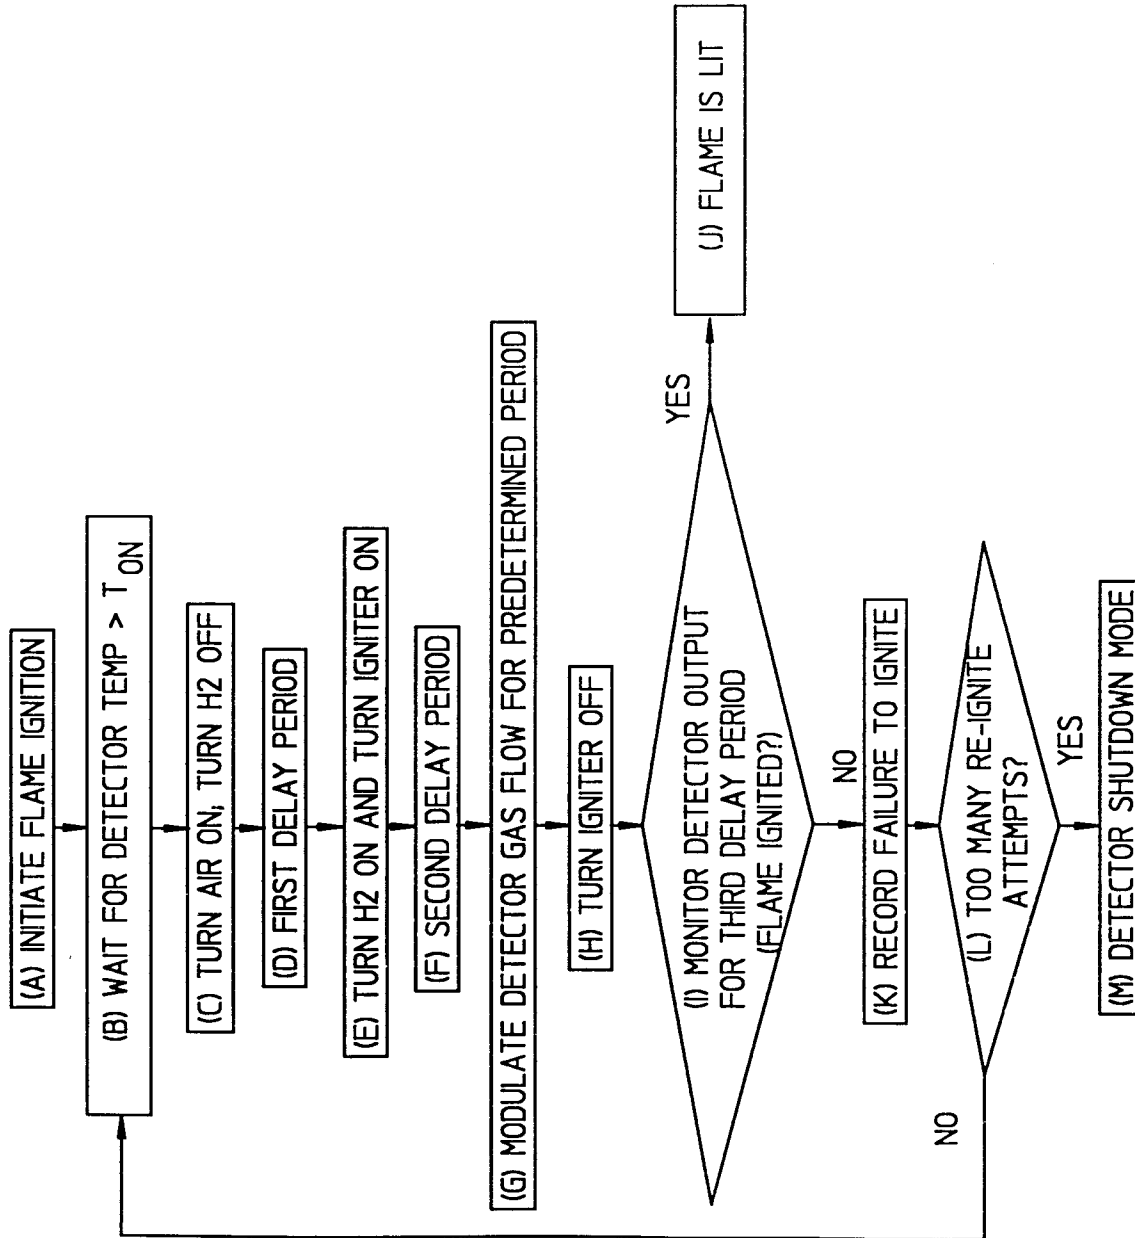 (A) INITIATE FLAME IGNITION
(B) WAIT FOR DETECTOR TEMP > T ON
(C) TURN AIR ON, TURN H2 OFF
(D) FIRST DELAY PERIOD
(E) TURN H2 ON AND TURN IGNITER ON
(F) SECOND DELAY PERIOD
(G) MODULATE DETECTOR GAS FLOW FOR PREDETERMINED PERIOD
(H) TURN IGNITER OFF
(I) MONITOR DETECTOR OUTPUT
FOR THIRD DELAY PERIOD
(FLAME IGNITED?)
YES
(J) FLAME IS LIT
NO
(K) RECORD FAILURE TO IGNITE
(L) TOO MANY RE-IGNITE
ATTEMPTS?
NO
YES
(M) DETECTOR SHUTDOWN MODE